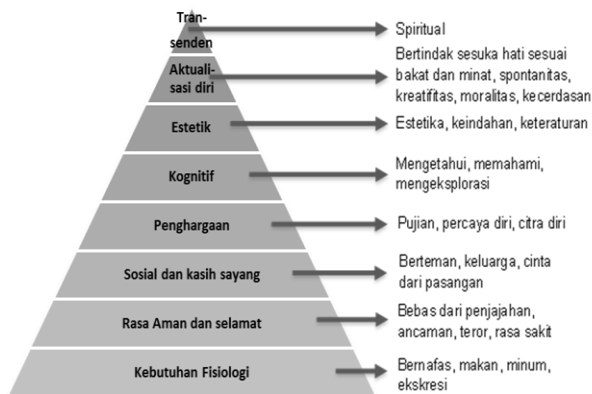 Tran-
senden
Spiritual
Aktuali-
sasi diri
Bertindak sesuka hati sesuai
bakat dan minat, spontanitas,
kreatifitas, moralitas, kecerdasan
Estetik
Estetika, keindahan, keteraturan
Kognitif
Mengetahui, memahami,
mengeksplorasi
Penghargaan
Pujian, percaya diri, citra diri
Sosial dan kasih sayang
Berteman, keluarga, cinta
dari pasangan
Rasa Aman dan selamat
Bebas dari penjajahan,
ancaman, teror, rasa sakit
Kebutuhan Fisiologi
Bernafas, makan, minum,
ekskresi